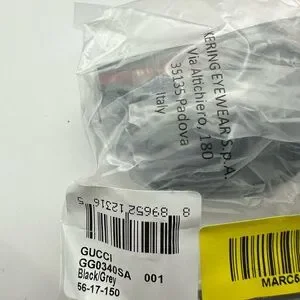 KERING EYEWEAR S.p.A.
Via Altichiero, 180
35135 Padova
Italy
8 89652 12316 5
GUCCI
GG0340SA 001
Black/Grey
56-17-150